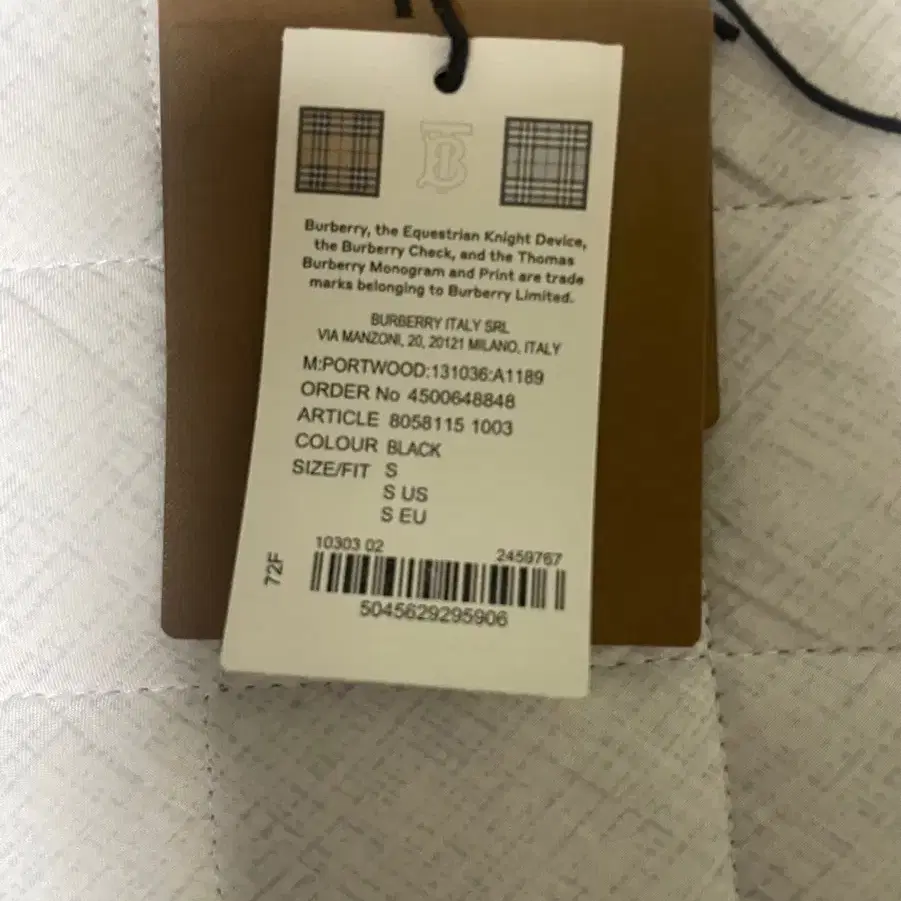 Burberry, the Equestrian Knight Device,
the Burberry Check, and the Thomas
Burberry Monogram and Print are trade
marks belonging to Burberry Limited.
BURBERRY ITALY SRL
VIA MANZONI, 20, 20121 MILANO, ITALY
M:PORTWOOD:131036:A1189
ORDER No 4500648848
ARTICLE 8058115 1003
COLOUR BLACK
SIZE/FIT S
S US
S EU
10303 02 2459767
72F
5045629295906